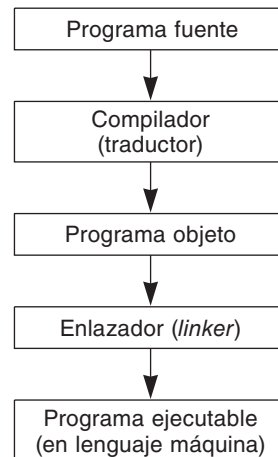 Programa fuente
Compilador
(traductor)
Programa objeto
Enlazador (linker)
Programa ejecutable
(en lenguaje máquina)